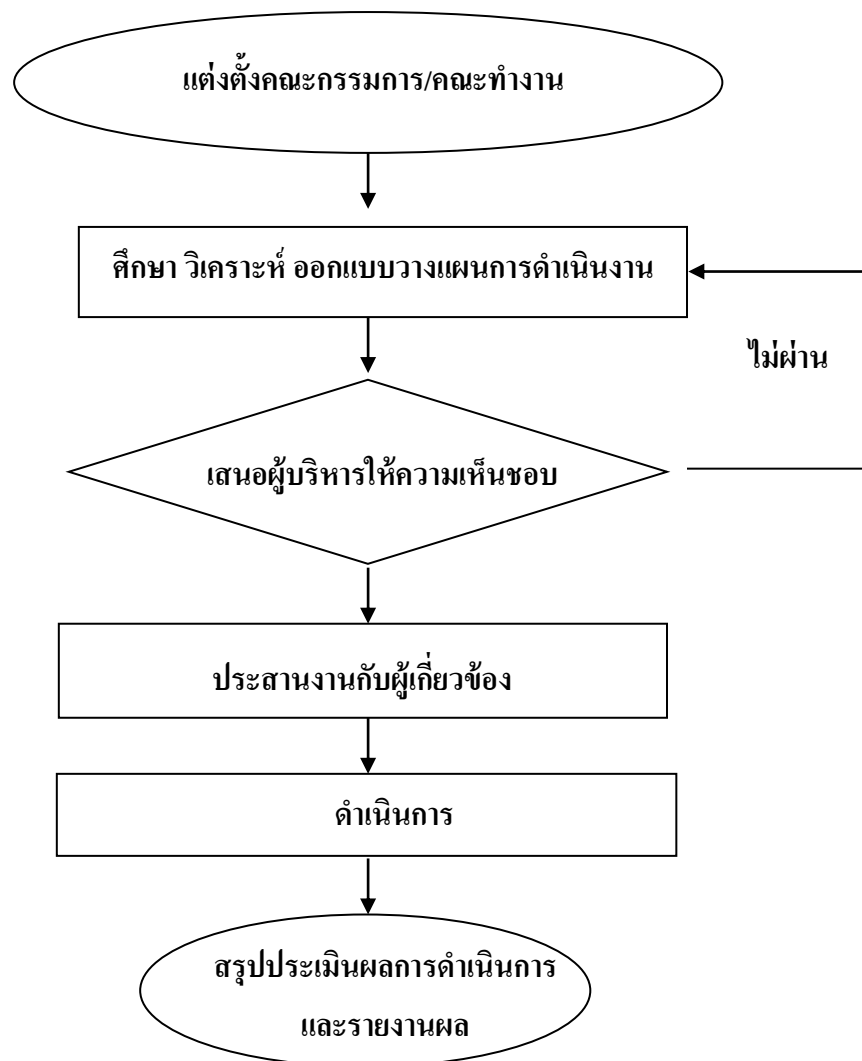 แต่งตั้งคณะกรรมการ/คณะทำงาน
ศึกษา วิเคราะห์ ออกแบบวางแผนการดำเนินงาน
ไม่ผ่าน
เสนอผู้บริหารให้ความเห็นชอบ
ประสานงานกับผู้เกี่ยวข้อง
ดำเนินการ
สรุปประเมินผลการดำเนินการ
และรายงานผล